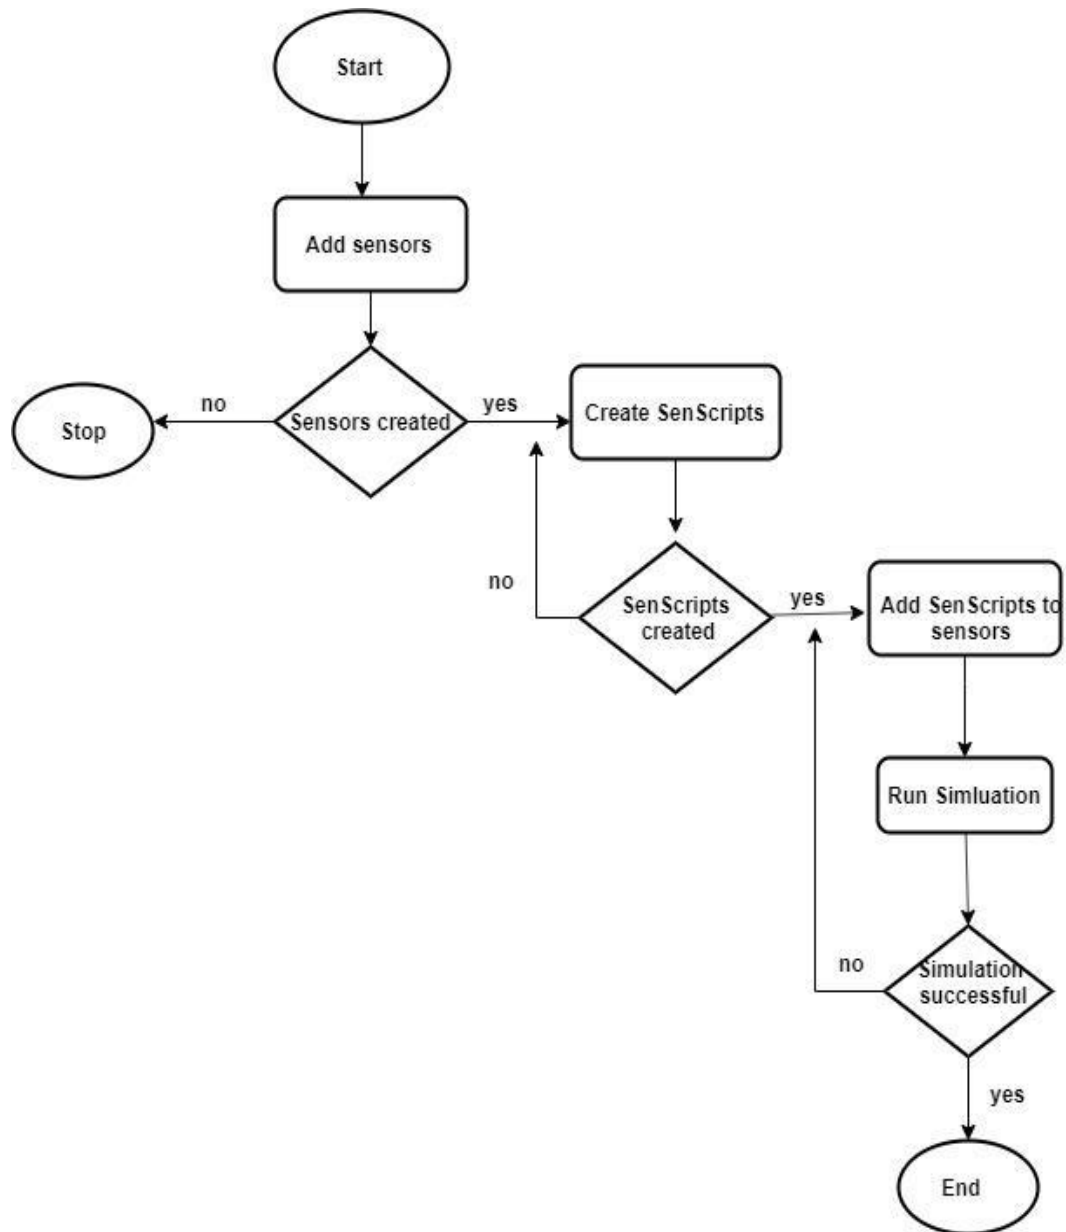 Start
Add sensors
no
yes
Stop
Sensors created
Create SenScripts
no
yes
SenScripts
created
Add SenScripts to
sensors
Run Simluation
no
Simulation
successful
yes
End